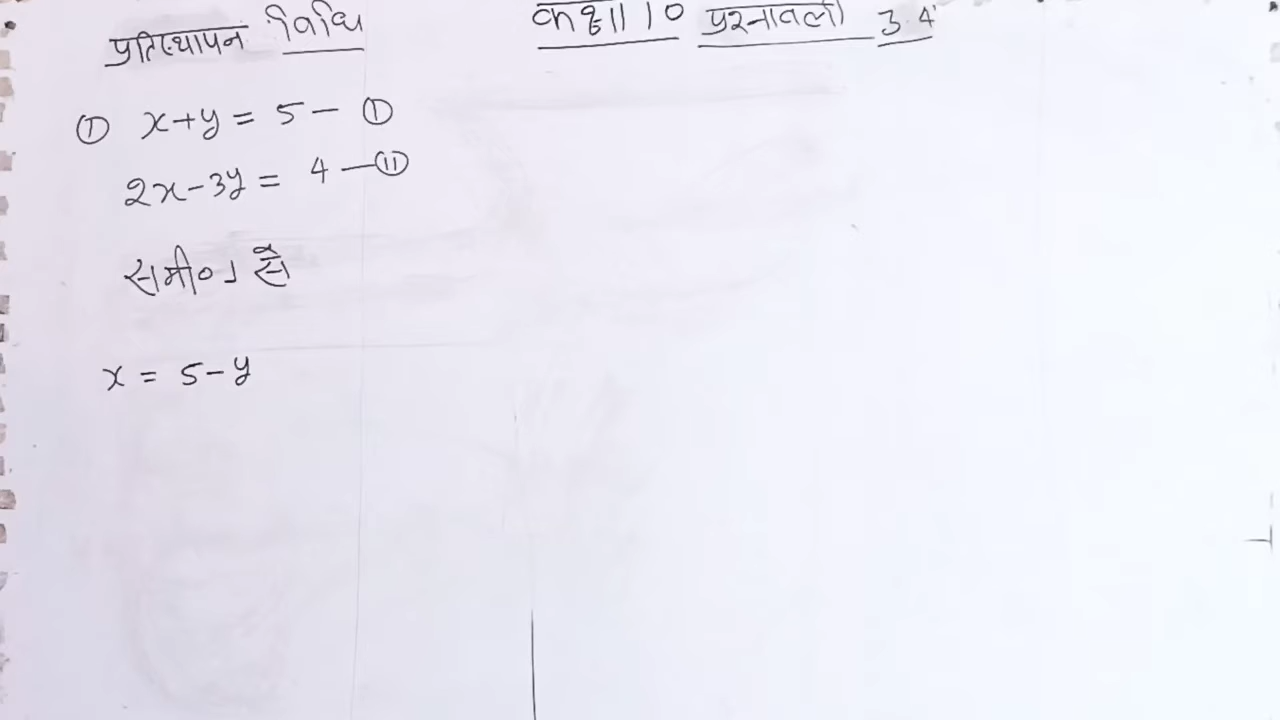 प्रतिस्थापन विधि कक्षा 10 प्रश्नावली 3.4
① x+y = 5 — ①
2x-3y = 4 — ⑪
समी० 1 से
x = 5-y